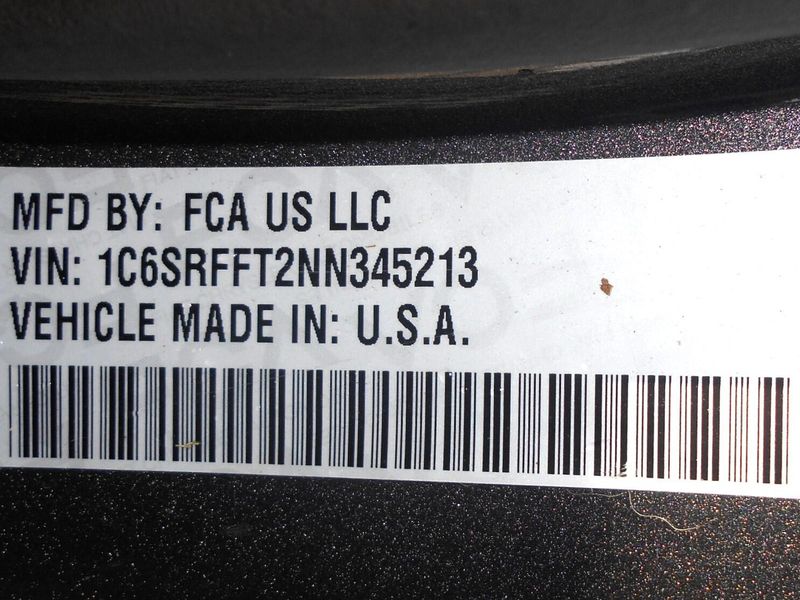 MFD BY: FCA US LLC
VIN: 1C6SRFFT2NN345213
VEHICLE MADE IN: U.S.A.